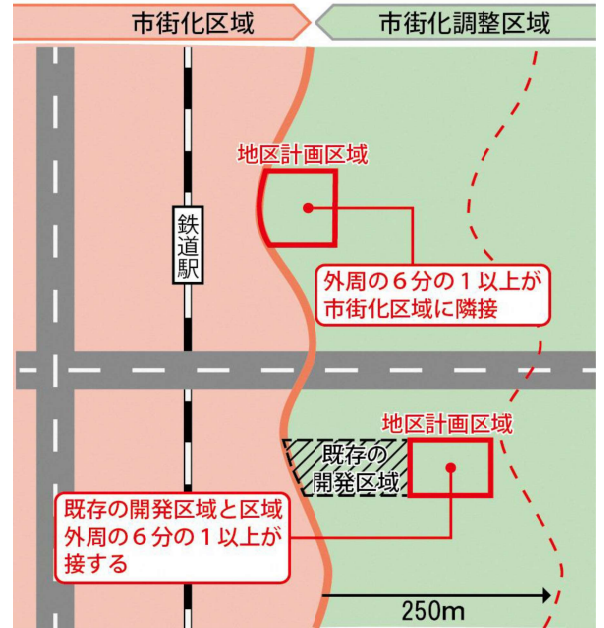 市街化区域
市街化調整区域
地区計画区域
鉄道駅
外周の６分の１以上が
市街化区域に隣接
地区計画区域
既存の
開発区域
既存の開発区域と区域
外周の６分の１以上が
接する
250m